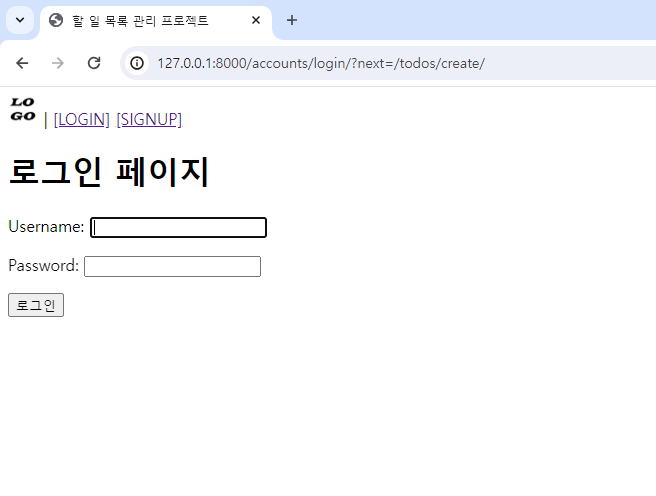 할 일 목록 관리 프로젝트
127.0.0.1:8000/accounts/login/?next=/todos/create/
LO
GO
| [LOGIN] [SIGNUP]
로그인 페이지
Username:
Password:
로그인